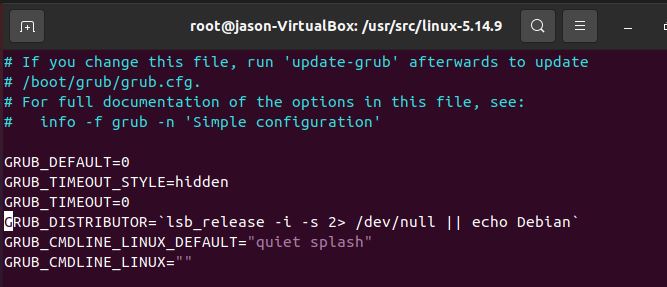 root@jason-VirtualBox: /usr/src/linux-5.14.9
# If you change this file, run 'update-grub' afterwards to update
# /boot/grub/grub.cfg.
# For full documentation of the options in this file, see:
#   info -f grub -n 'Simple configuration'

GRUB_DEFAULT=0
GRUB_TIMEOUT_STYLE=hidden
GRUB_TIMEOUT=0
GRUB_DISTRIBUTOR=`lsb_release -i -s 2> /dev/null || echo Debian`
GRUB_CMDLINE_LINUX_DEFAULT="quiet splash"
GRUB_CMDLINE_LINUX=""